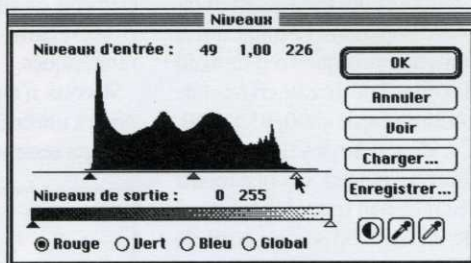 Niveaux
Niveaux d'entrée : 49 1,00 226
OK
Annuler
Voir
Charger...
Enregistrer...
Niveaux de sortie : 0 255
Rouge Vert Bleu Global